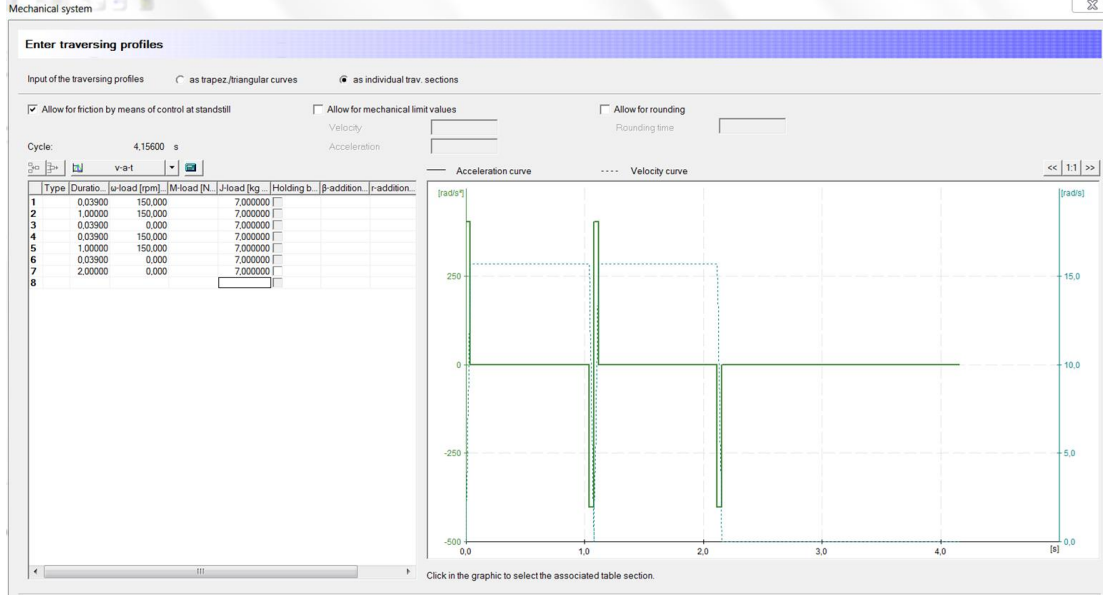 Mechanical system
Enter traversing profiles
Input of the traversing profiles as trapez./triangular curves as individual trav. sections
Allow for friction by means of control at standstill Allow for mechanical limit values Allow for rounding
Velocity Rounding time
Cycle: 4,15600 s Acceleration
v-a-t Acceleration curve Velocity curve << 1:1 >>
Type Duratio... ω-load [rpm]... M-load [N... J-load [kg ... Holding b... β-addition... r-addition...
1 0,03900 150,000 7,000000
2 1,00000 150,000 7,000000
3 0,03900 0,000 7,000000
4 0,03900 150,000 7,000000
5 1,00000 150,000 7,000000
6 0,03900 0,000 7,000000
7 2,00000 0,000 7,000000
8
[rad/s²] [rad/s]
250 15,0
0 10,0
-250 5,0
-500 0,0
0,0 1,0 2,0 3,0 4,0 [s]
Click in the graphic to select the associated table section.